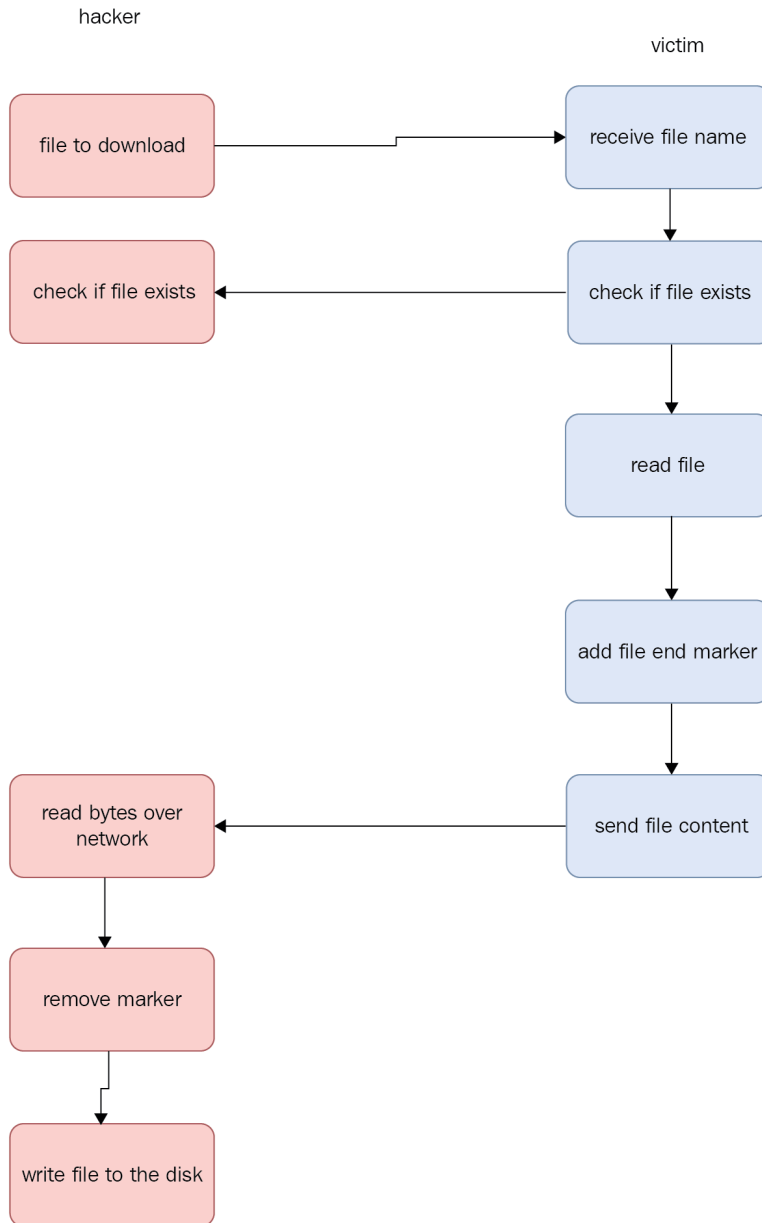 hacker
victim
file to download
receive file name
check if file exists
check if file exists
read file
add file end marker
read bytes over
network
send file content
remove marker
write file to the disk